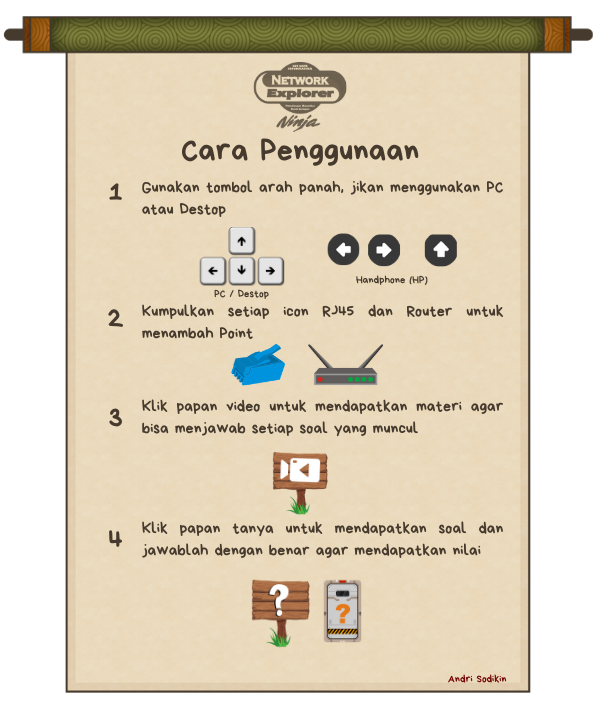 NETWORK
Explorer
Ninja
Cara Penggunaan
1 Gunakan tombol arah panah, jikan menggunakan PC
atau Destop
PC / Destop
Handphone (HP)
2 Kumpulkan setiap icon RJ45 dan Router untuk
menambah Point
3 Klik papan video untuk mendapatkan materi agar
bisa menjawab setiap soal yang muncul
4 Klik papan tanya untuk mendapatkan soal dan
jawablah dengan benar agar mendapatkan nilai
?
?
Andri Sodikin